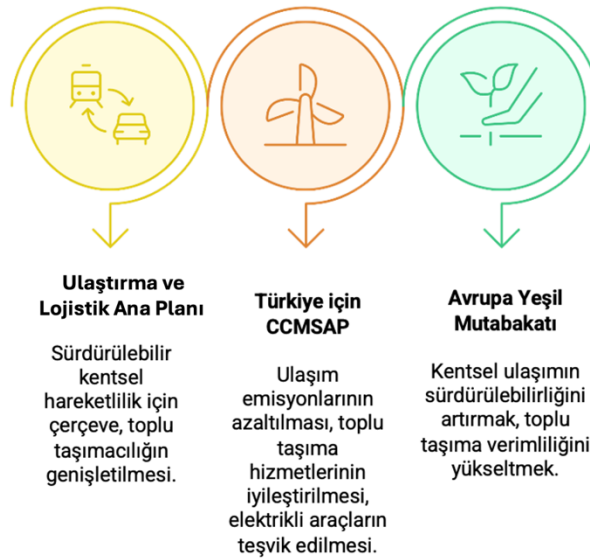 Ulaştırma ve
Lojistik Ana Planı
Sürdürülebilir
kentsel
hareketlilik için
çerçeve, toplu
taşımacılığın
genişletilmesi.
Türkiye için
CCMSAP
Ulaşım
emisyonlarının
azaltılması, toplu
taşıma
hizmetlerinin
iyileştirilmesi,
elektrikli araçların
teşvik edilmesi.
Avrupa Yeşil
Mutabakatı
Kentsel ulaşımın
sürdürülebilirliğini
artırmak, toplu
taşıma verimliliğini
yükseltmek.